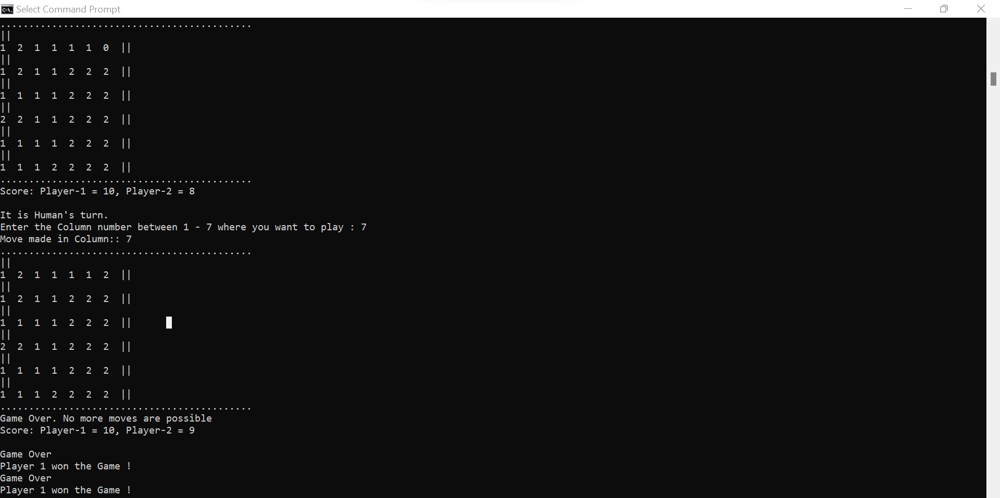 Select Command Prompt
............................................
||
1  2  1  1  1  1  0  ||
||
1  2  1  1  2  2  2  ||
||
1  1  1  1  2  2  2  ||
||
2  2  1  1  2  2  2  ||
||
1  1  1  1  2  2  2  ||
||
1  1  1  2  2  2  2  ||
............................................
Score: Player-1 = 10, Player-2 = 8
It is Human's turn.
Enter the Column number between 1 - 7 where you want to play : 7
Move made in Column:: 7
............................................
||
1  2  1  1  1  1  2  ||
||
1  2  1  1  2  2  2  ||
||
1  1  1  1  2  2  2  ||
||
2  2  1  1  2  2  2  ||
||
1  1  1  1  2  2  2  ||
||
1  1  1  2  2  2  2  ||
............................................
Game Over. No more moves are possible
Score: Player-1 = 10, Player-2 = 9
Game Over
Player 1 won the Game !
Game Over
Player 1 won the Game !